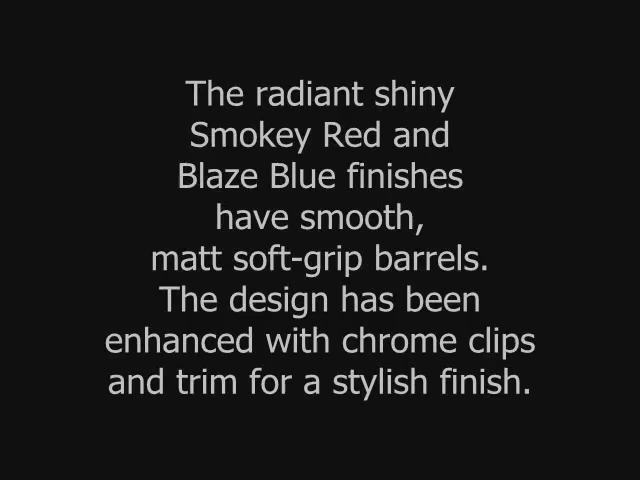 The radiant shiny
Smokey Red and
Blaze Blue finishes
have smooth,
matt soft-grip barrels.
The design has been
enhanced with chrome clips
and trim for a stylish finish.